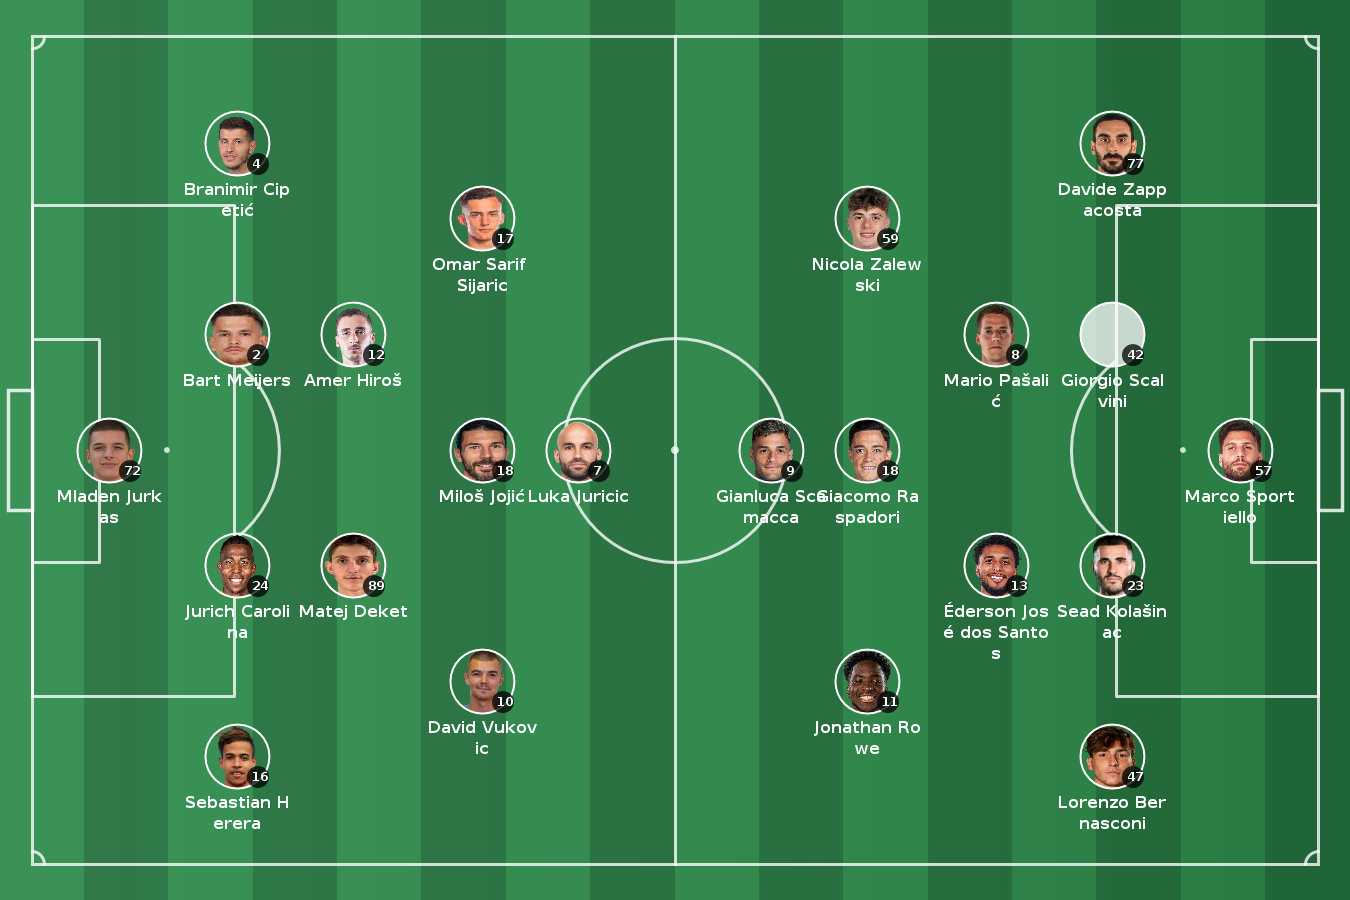 4
Branimir Cip
etić
77
Davide Zapp
acosta
17
Omar Sarif
Sijaric
59
Nicola Zalew
ski
2
Bart Meijers
12
Amer Hiroš
8
Mario Pašali
ć
42
Giorgio Scal
vini
72
Mladen Jurk
as
18
Miloš Jojić
7
Luka Juricic
9
Gianluca Sca
macca
18
Giacomo Ra
spadori
57
Marco Sport
iello
24
Jurich Caroli
na
89
Matej Deket
13
Éderson Jos
é dos Santo
s
23
Sead Kolašin
ac
10
David Vukov
ic
11
Jonathan Ro
we
16
Sebastian H
erera
47
Lorenzo Ber
nasconi